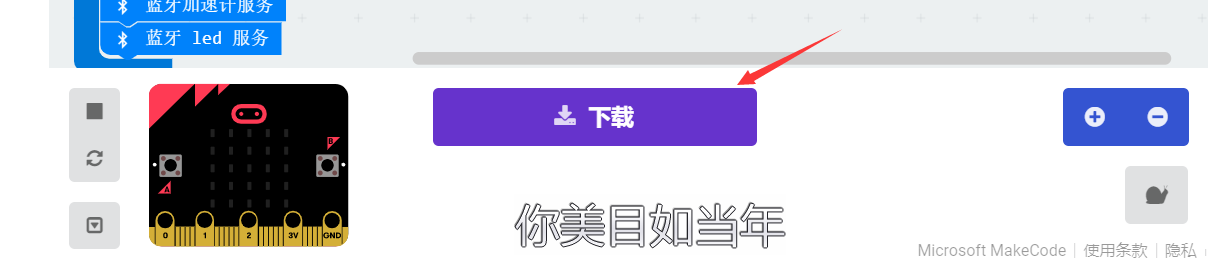 蓝牙加速计服务
蓝牙 led 服务
下载
B
A
0 1 2 3V GND
你美目如当年
Microsoft MakeCode | 使用条款 | 隐私